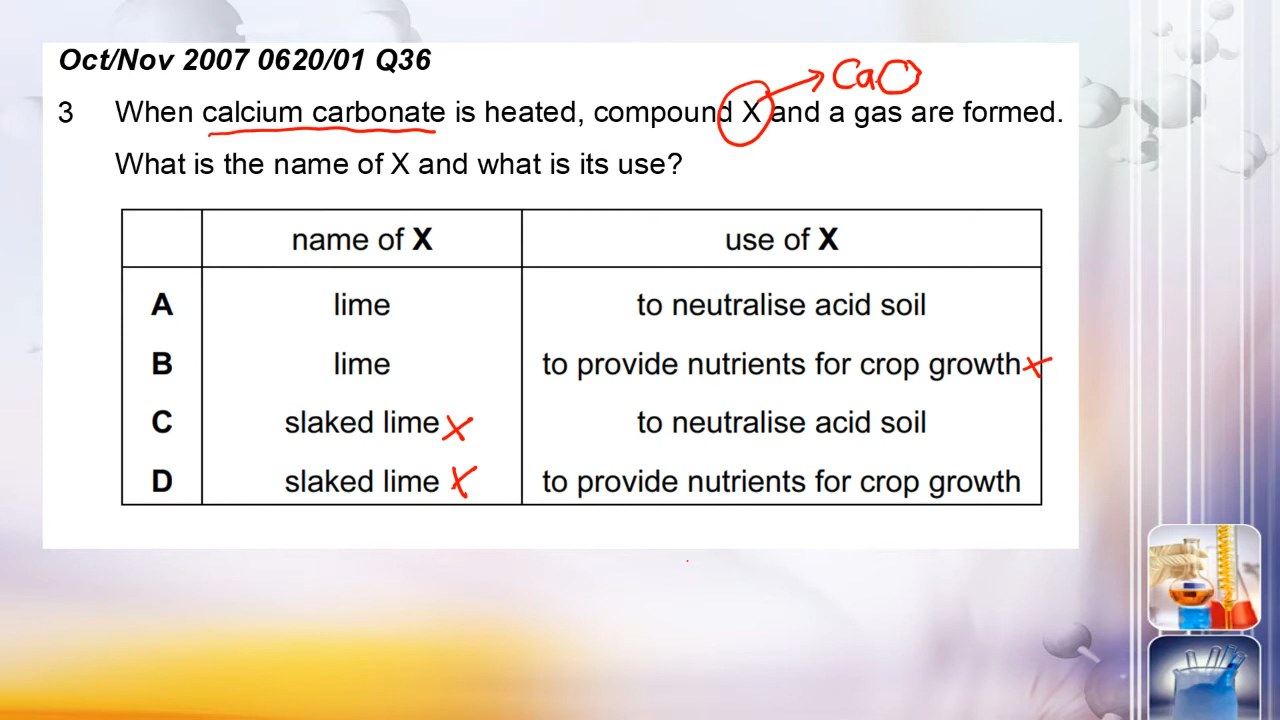 Oct/Nov 2007 0620/01 Q36
CaO
3 When calcium carbonate is heated, compound X and a gas are formed.
What is the name of X and what is its use?
name of X use of X
A lime to neutralise acid soil
B lime to provide nutrients for crop growth x
C slaked lime x to neutralise acid soil
D slaked lime x to provide nutrients for crop growth